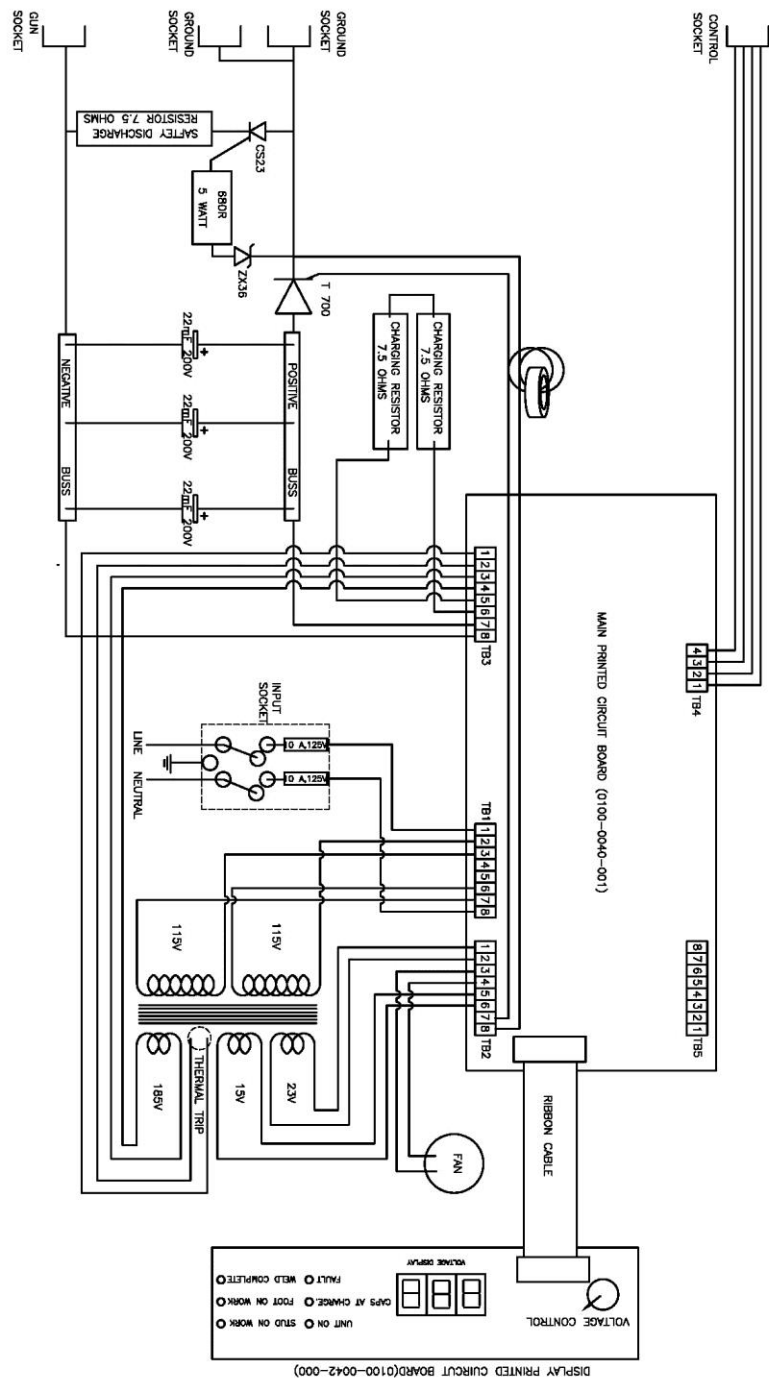 GUN
SOCKET
GROUND
SOCKET
GROUND
SOCKET
CONTROL
SOCKET
SAFTEY DISCHARGE
RESISTOR 7.5 OHMS
CS23
680R
5 WATT
ZX36
T 700
22mF 200V
+
22mF 200V
+
22mF 200V
+
NEGATIVE BUSS
POSITIVE BUSS
CHARGING RESISTOR
7.5 OHMS
CHARGING RESISTOR
7.5 OHMS
MAIN PRINTED CIRCUIT BOARD (0100-0040-001)
4 3 2 1
TB4
1 2 3 4 5 6 7 8
TB3
INPUT
SOCKET
LINE
NEUTRAL
10 A,125V
10 A,125V
TB1
1 2 3 4 5 6 7 8
8 7 6 5 4 3 2 1
TB5
1 2 3 4 5 6 7 8
TB2
115V
115V
185V
THERMAL TRIP
15V
23V
FAN
RIBBON CABLE
VOLTAGE CONTROL
VOLTAGE DISPLAY
8 8 8
UNIT ON
CAPS AT CHARGE.
FAULT
STUD ON WORK
FOOT ON WORK
WELD COMPLETE
DISPLAY PRINTED CUIRCUT BOARD(0100-0042-000)